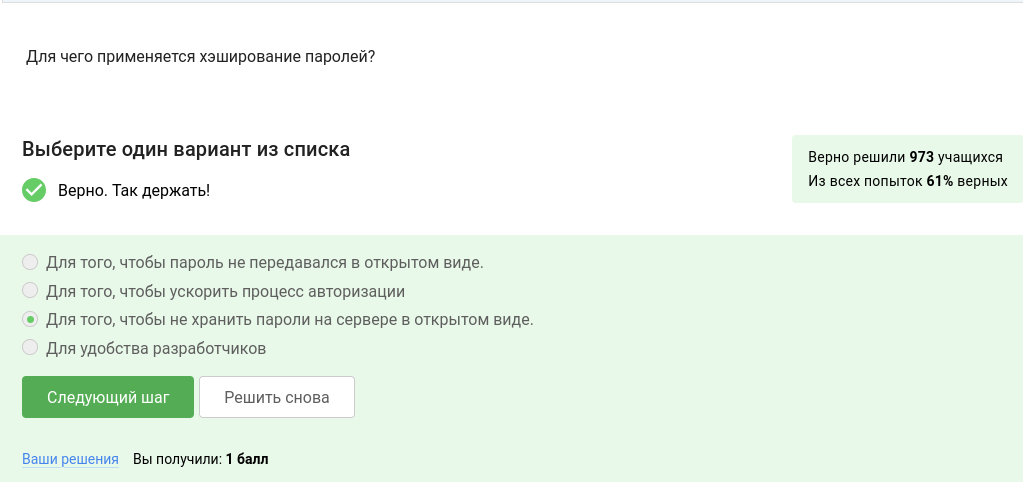 Для чего применяется хэширование паролей?
Выберите один вариант из списка
Верно. Так держать!
Верно решили 973 учащихся
Из всех попыток 61% верных
Для того, чтобы пароль не передавался в открытом виде.
Для того, чтобы ускорить процесс авторизации
Для того, чтобы не хранить пароли на сервере в открытом виде.
Для удобства разработчиков
Следующий шаг
Решить снова
Ваши решения
Вы получили: 1 балл